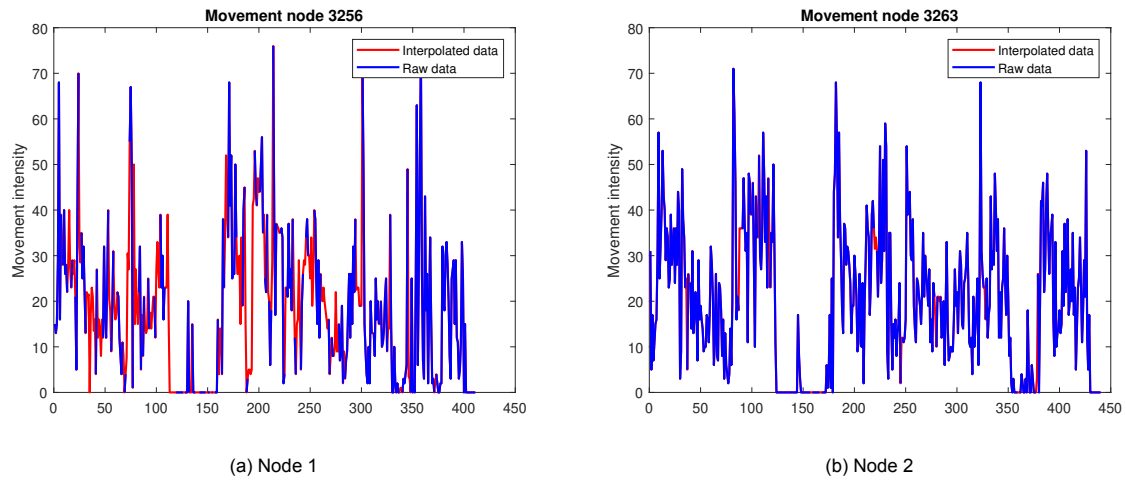 Movement node 3256
80
70
60
50
40
30
20
10
0
Movement intensity
0 50 100 150 200 250 300 350 400 450
Interpolated data
Raw data
(a) Node 1
Movement node 3263
80
70
60
50
40
30
20
10
0
Movement intensity
0 50 100 150 200 250 300 350 400 450
Interpolated data
Raw data
(b) Node 2